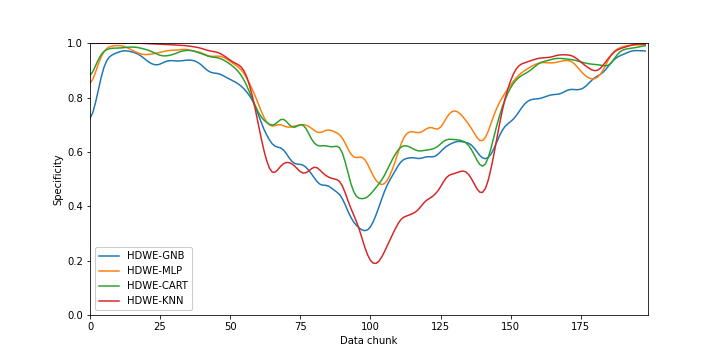 1.0
0.8
0.6
0.4
0.2
0.0
Specificity
HDWE-GNB
HDWE-MLP
HDWE-CART
HDWE-KNN
0 25 50 75 100 125 150 175
Data chunk